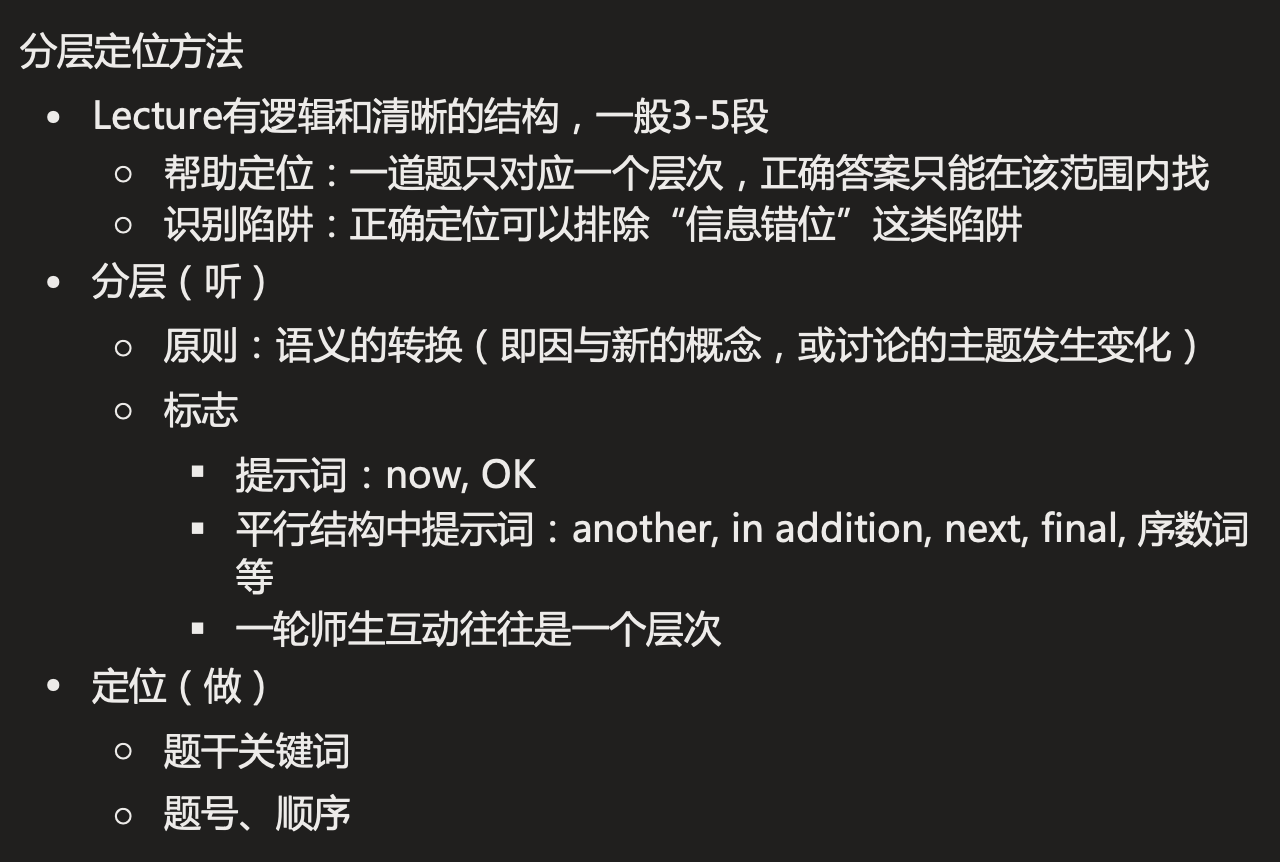 分层定位方法
• Lecture有逻辑和清晰的结构，一般3-5段
○ 帮助定位：一道题只对应一个层次，正确答案只能在该范围内找
○ 识别陷阱：正确定位可以排除“信息错位”这类陷阱
• 分层（听）
○ 原则：语义的转换（即因与新的概念，或讨论的主题发生变化）
○ 标志
▪ 提示词：now, OK
▪ 平行结构中提示词：another, in addition, next, final, 序数词
等
▪ 一轮师生互动往往是一个层次
• 定位（做）
○ 题干关键词
○ 题号、顺序